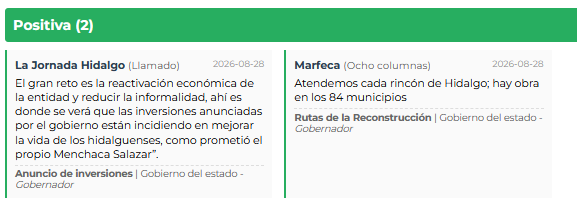 Positiva (2)
La Jornada Hidalgo (Llamado) 2026-08-28
El gran reto es la reactivación económica de
la entidad y reducir la informalidad, ahí es
donde se verá que las inversiones anunciadas
por el gobierno están incidiendo en mejorar
la vida de los hidalguenses, como prometió el
propio Menchaca Salazar”.
Anuncio de inversiones | Gobierno del estado -
Gobernador
Marfeca (Ocho columnas) 2026-08-28
Atendemos cada rincón de Hidalgo; hay obra
en los 84 municipios
Rutas de la Reconstrucción | Gobierno del estado -
Gobernador